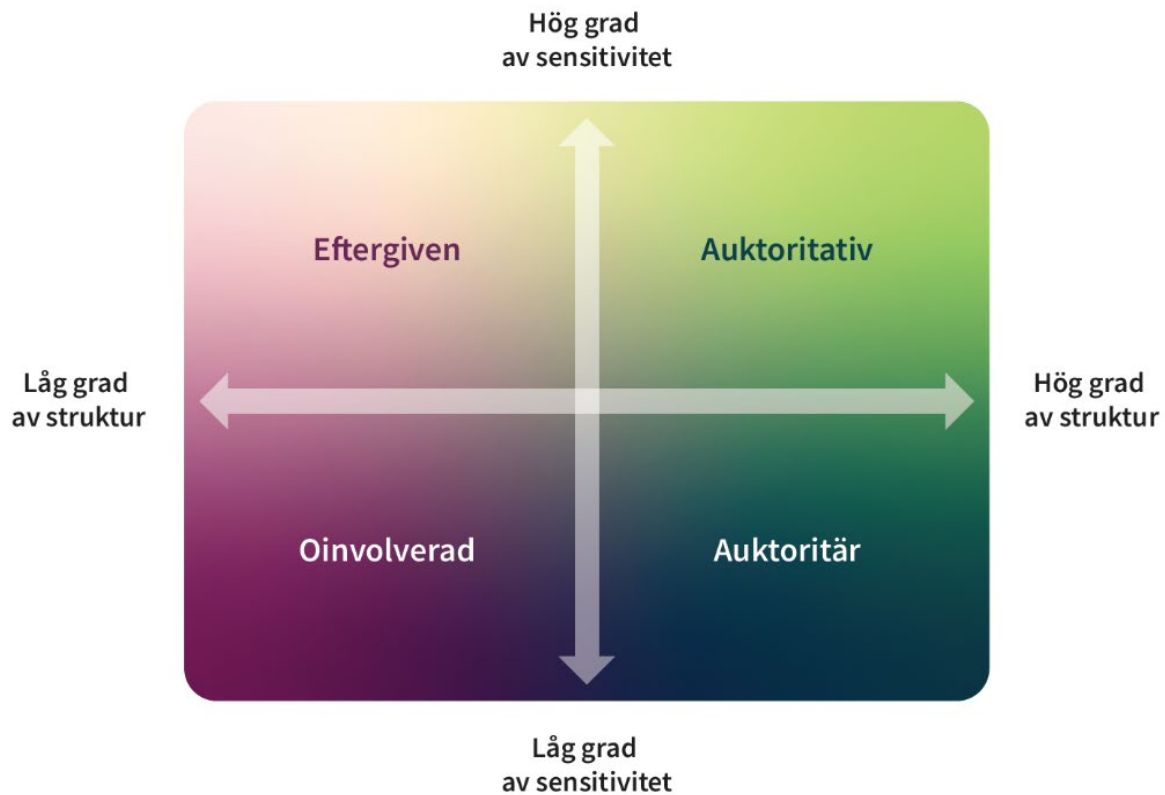 Hög grad
av sensitivitet
Eftergiven
Auktoritativ
Låg grad
av struktur
Hög grad
av struktur
Oinvolverad
Auktoritär
Låg grad
av sensitivitet